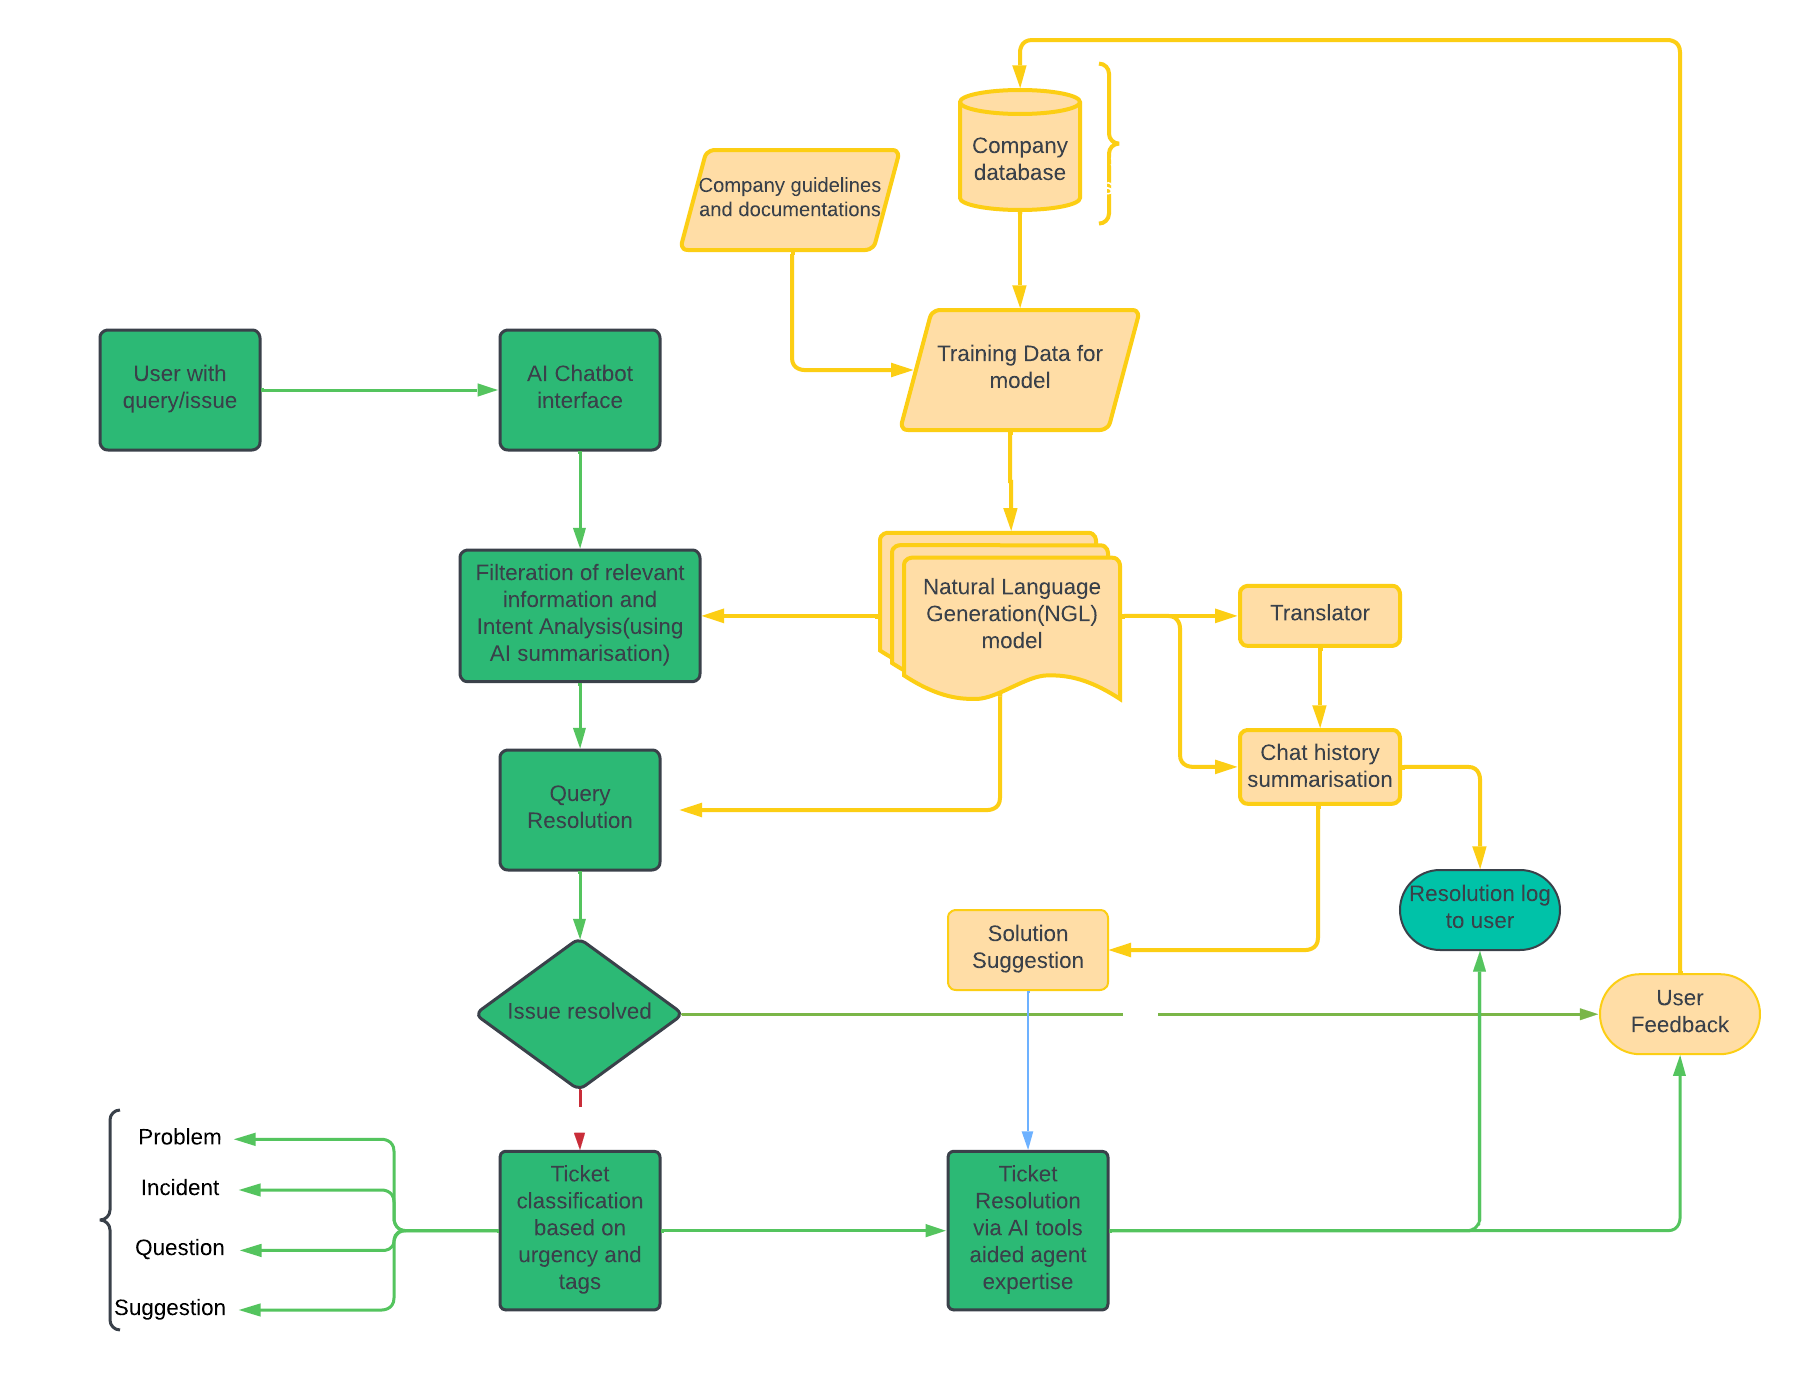 Company
database
Company guidelines
and documentations
User with
query/issue
AI Chatbot
interface
Training Data for
model
Filteration of relevant
information and
Intent Analysis(using
AI summarisation)
Natural Language
Generation(NGL)
model
Translator
Query
Resolution
Chat history
summarisation
Resolution log
to user
Solution
Suggestion
Issue resolved
User
Feedback
Problem
Incident
Question
Suggestion
Ticket
classification
based on
urgency and
tags
Ticket
Resolution
via AI tools
aided agent
expertise